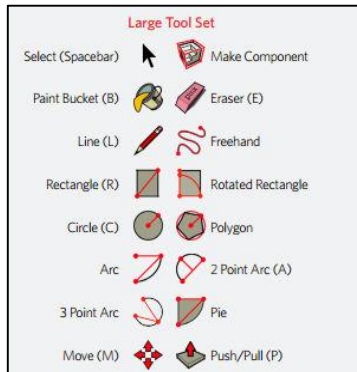 Large Tool Set
Select (Spacebar) Make Component
Paint Bucket (B) Eraser (E)
Line (L) Freehand
Rectangle (R) Rotated Rectangle
Circle (C) Polygon
Arc 2 Point Arc (A)
3 Point Arc Pie
Move (M) Push/Pull (P)